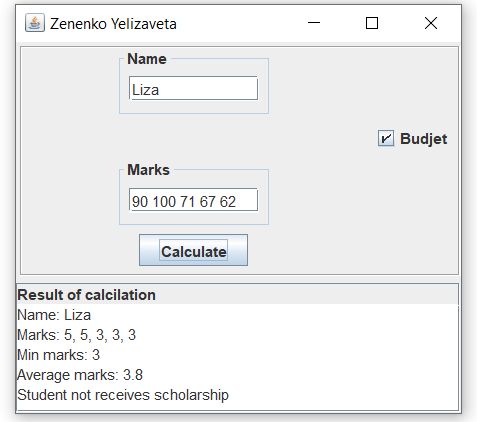 Zenenko Yelizaveta
Name
Liza
Budjet
Marks
90 100 71 67 62
Calculate
Result of calcilation
Name: Liza
Marks: 5, 5, 3, 3, 3
Min marks: 3
Average marks: 3.8
Student not receives scholarship